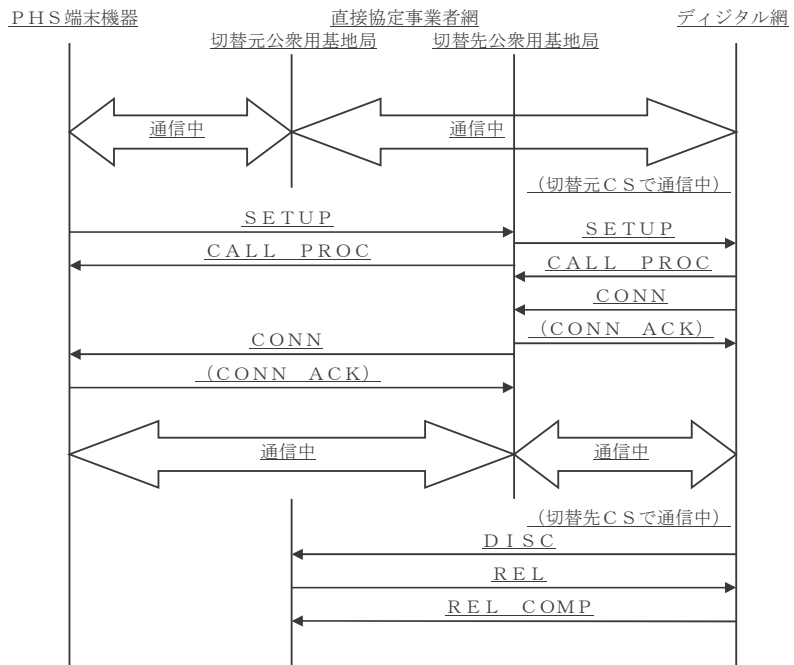 ＰＨＳ端末機器　直接協定事業者網　ディジタル網
切替元公衆用基地局　切替先公衆用基地局
通信中　通信中
（切替元ＣＳで通信中）
ＳＥＴＵＰ
ＳＥＴＵＰ
ＣＡＬＬ　ＰＲＯＣ
ＣＡＬＬ　ＰＲＯＣ
ＣＯＮＮ
（ＣＯＮＮ　ＡＣＫ）
ＣＯＮＮ
（ＣＯＮＮ　ＡＣＫ）
通信中　通信中
（切替先ＣＳで通信中）
ＤＩＳＣ
ＲＥＬ
ＲＥＬ　ＣＯＭＰ